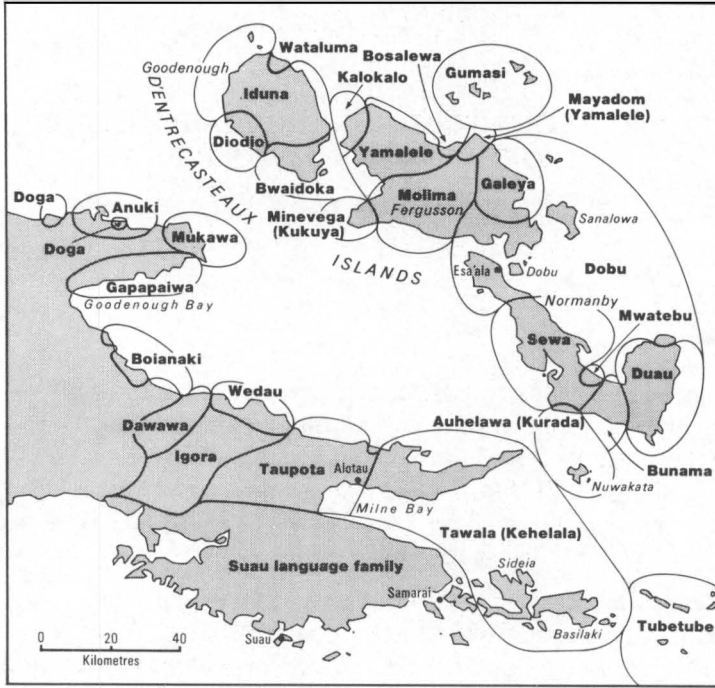 Wataluma
Bosalewa
Goodenough
Kalokalo
Gumasi
Iduna
Mayadom
(Yamalele)
D'ENTRECASTEAUX
Diodio
Yamalele
Galeya
Bwaidoka
Molima
Doga
Anuki
Minevega
(Kukuya)
Fergusson
Sanalowa
Doga
Mukawa
ISLANDS
Esa'ala
Dobu
Dobu
Gapapaiwa
Goodenough Bay
Normanby
Mwatebu
Sewa
Boianaki
Duau
Wedau
Dawawa
Auhelawa (Kurada)
Igora
Taupota
Alotau
Bunama
Nuwakata
Milne Bay
Tawala (Kehelala)
Suau language family
Sideia
Samarai
Tubetube
Basilaki
Suau
0 20 40
Kilometres